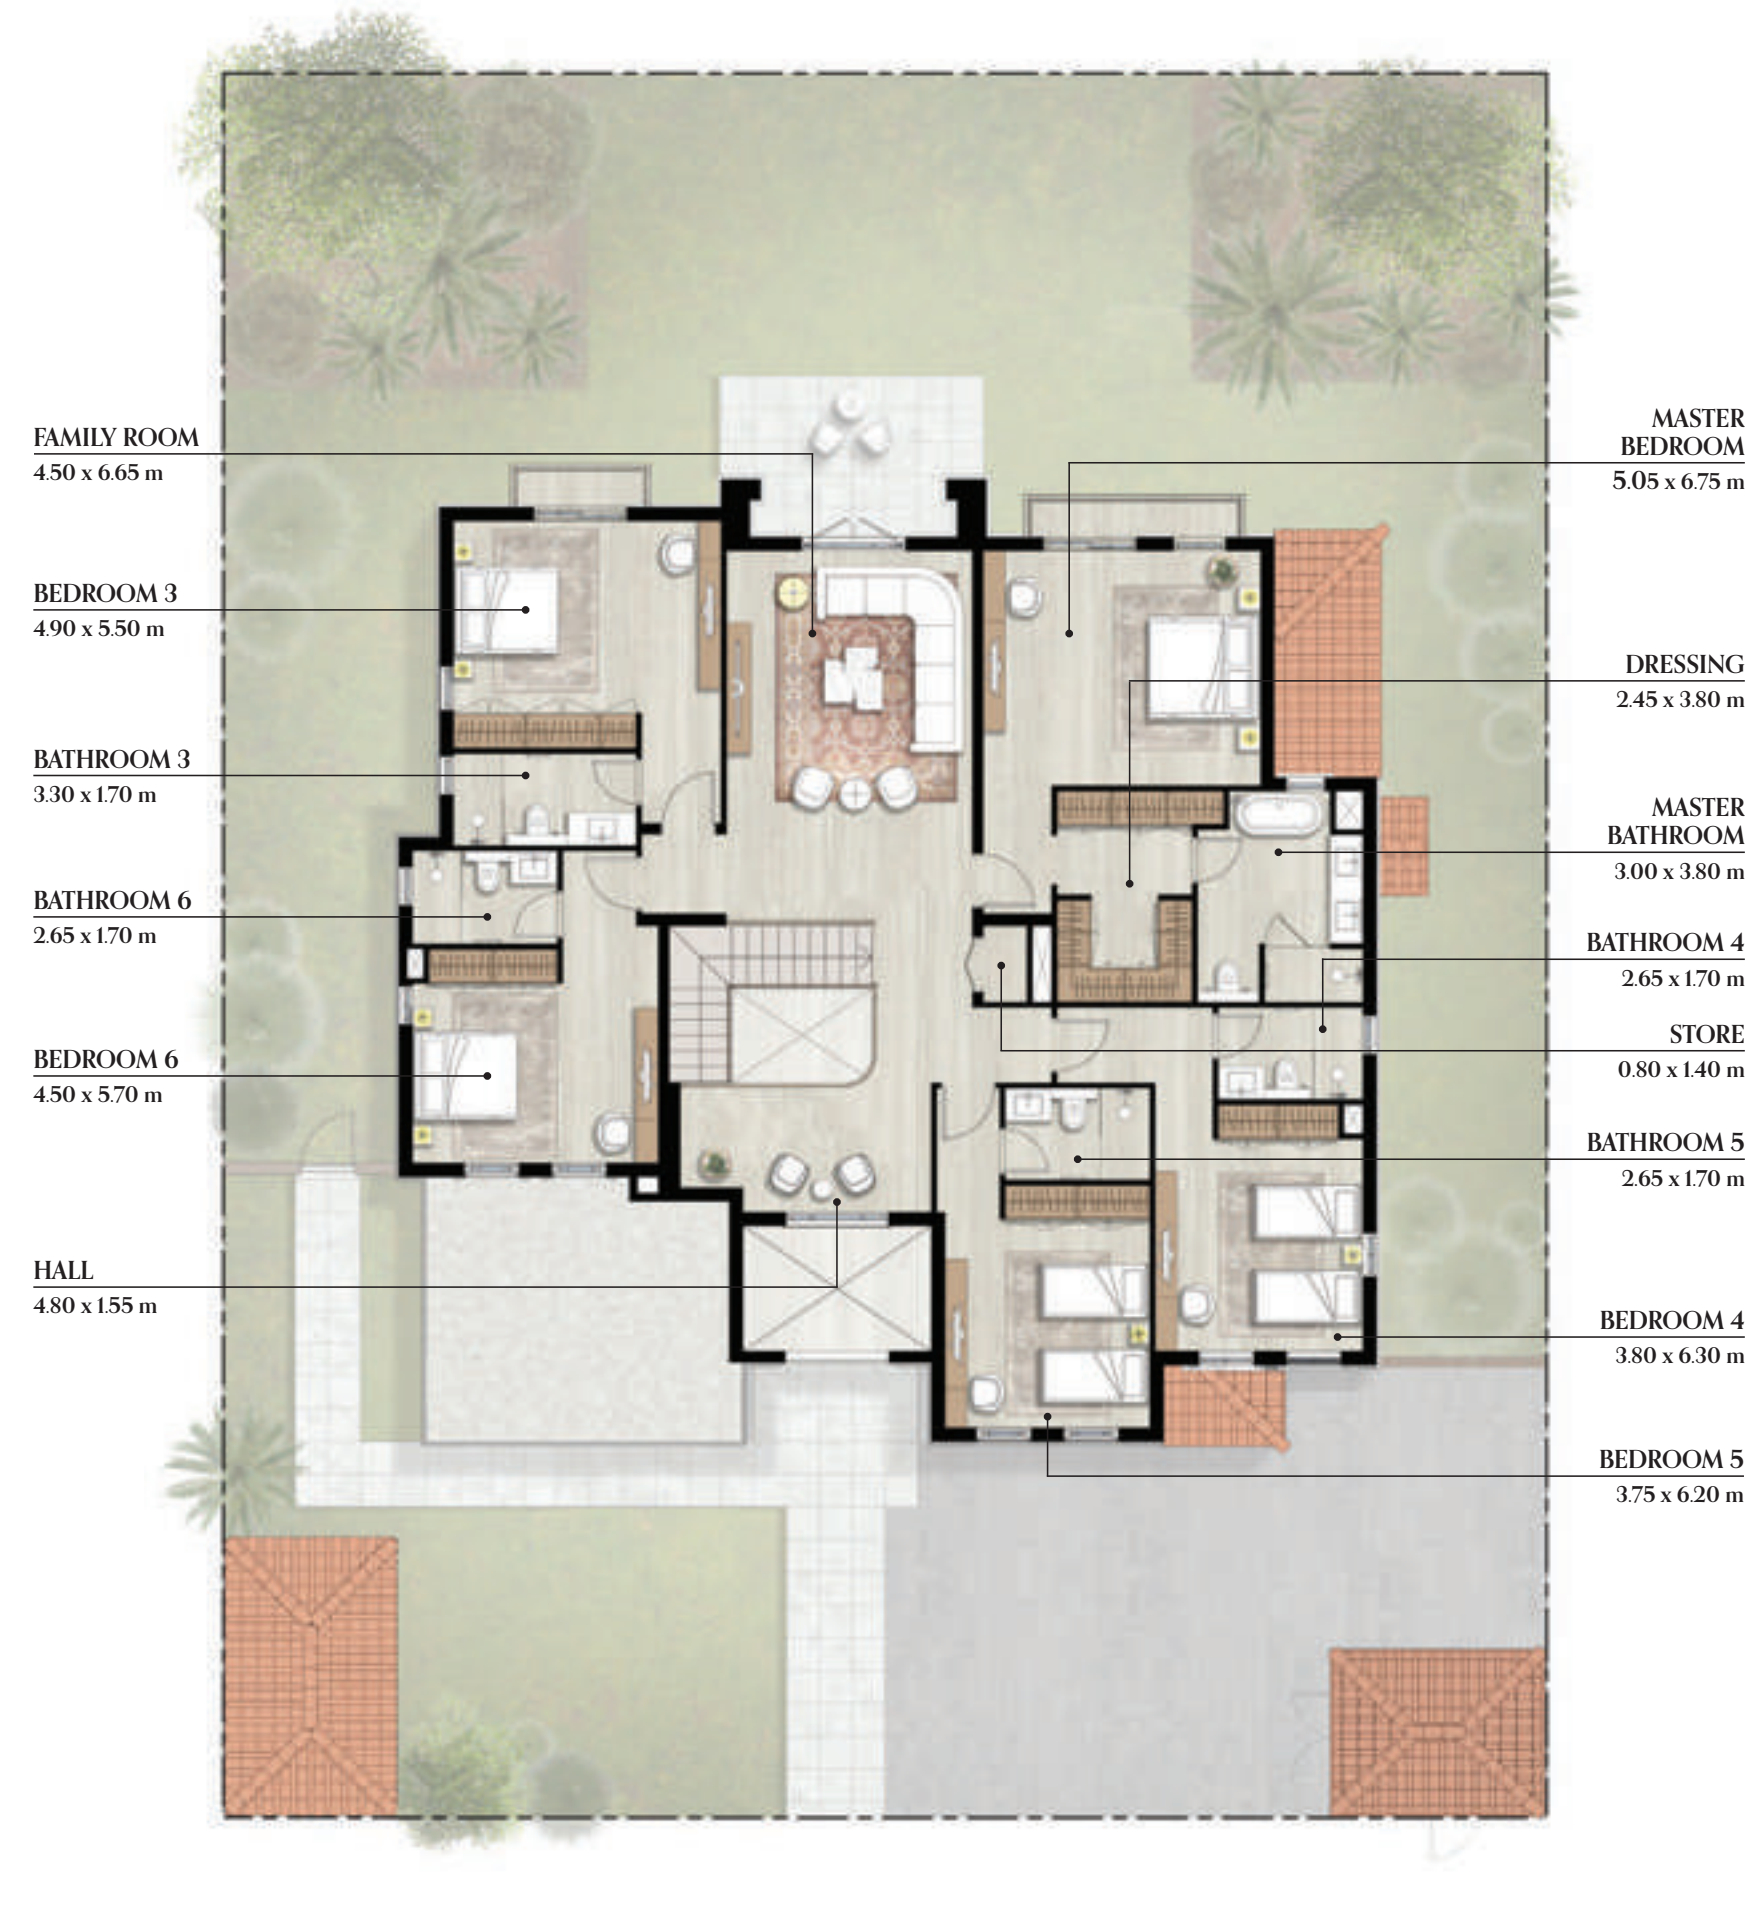 FAMILY ROOM
4.50 x 6.65 m
BEDROOM 3
4.90 x 5.50 m
BATHROOM 3
3.30 x 1.70 m
BATHROOM 6
2.65 x 1.70 m
BEDROOM 6
4.50 x 5.70 m
HALL
4.80 x 1.55 m
MASTER
BEDROOM
5.05 x 6.75 m
DRESSING
2.45 x 3.80 m
MASTER
BATHROOM
3.00 x 3.80 m
BATHROOM 4
2.65 x 1.70 m
STORE
0.80 x 1.40 m
BATHROOM 5
2.65 x 1.70 m
BEDROOM 4
3.80 x 6.30 m
BEDROOM 5
3.75 x 6.20 m